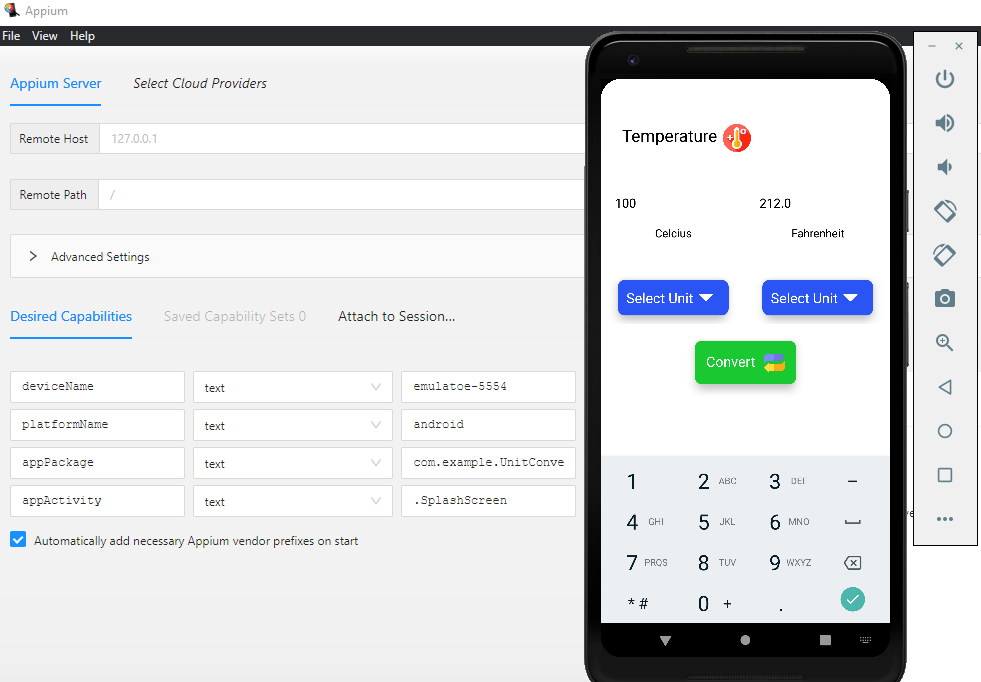 Appium
File View Help
Appium Server Select Cloud Providers
Remote Host 127.0.0.1
Remote Path /
Advanced Settings
Desired Capabilities Saved Capability Sets 0 Attach to Session...
deviceName text emulatoe-5554
platformName text android
appPackage text com.example.UnitConve
appActivity text .SplashScreen
Automatically add necessary Appium vendor prefixes on start
Temperature
100 212.0
Celcius Fahrenheit
Select Unit Select Unit
Convert
1 2 ABC 3 DEF −
4 GHI 5 JKL 6 MNO
7 PRQS 8 TUV 9 WXYZ
* # 0 + .
ve